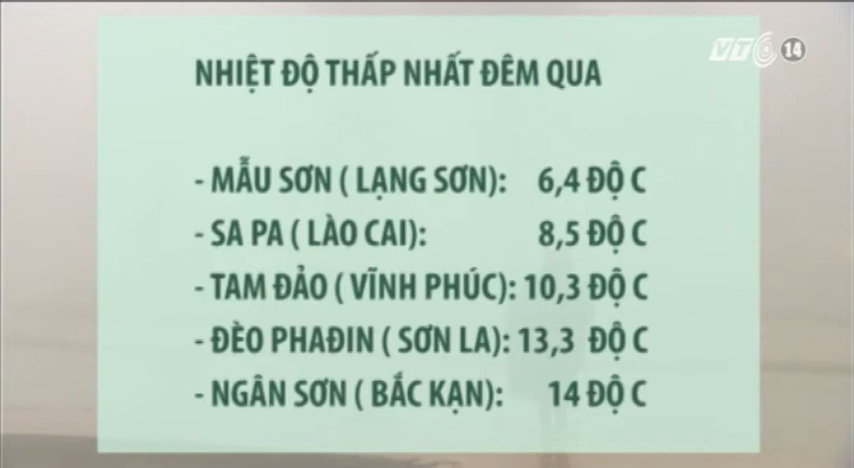 VTC 14
NHIỆT ĐỘ THẤP NHẤT ĐÊM QUA
- MẪU SƠN ( LẠNG SƠN): 6,4 ĐỘ C
- SA PA ( LÀO CAI): 8,5 ĐỘ C
- TAM ĐẢO ( VĨNH PHÚC): 10,3 ĐỘ C
- ĐÈO PHAĐIN ( SƠN LA): 13,3 ĐỘ C
- NGÂN SƠN ( BẮC KẠN): 14 ĐỘ C